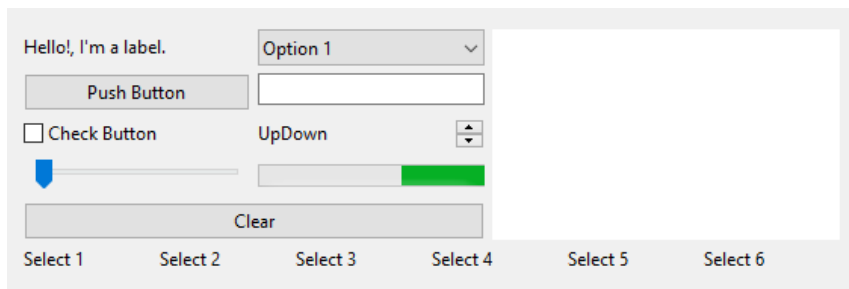 Hello!, I'm a label.
Option 1
Push Button
Check Button
UpDown
Clear
Select 1 Select 2 Select 3 Select 4 Select 5 Select 6